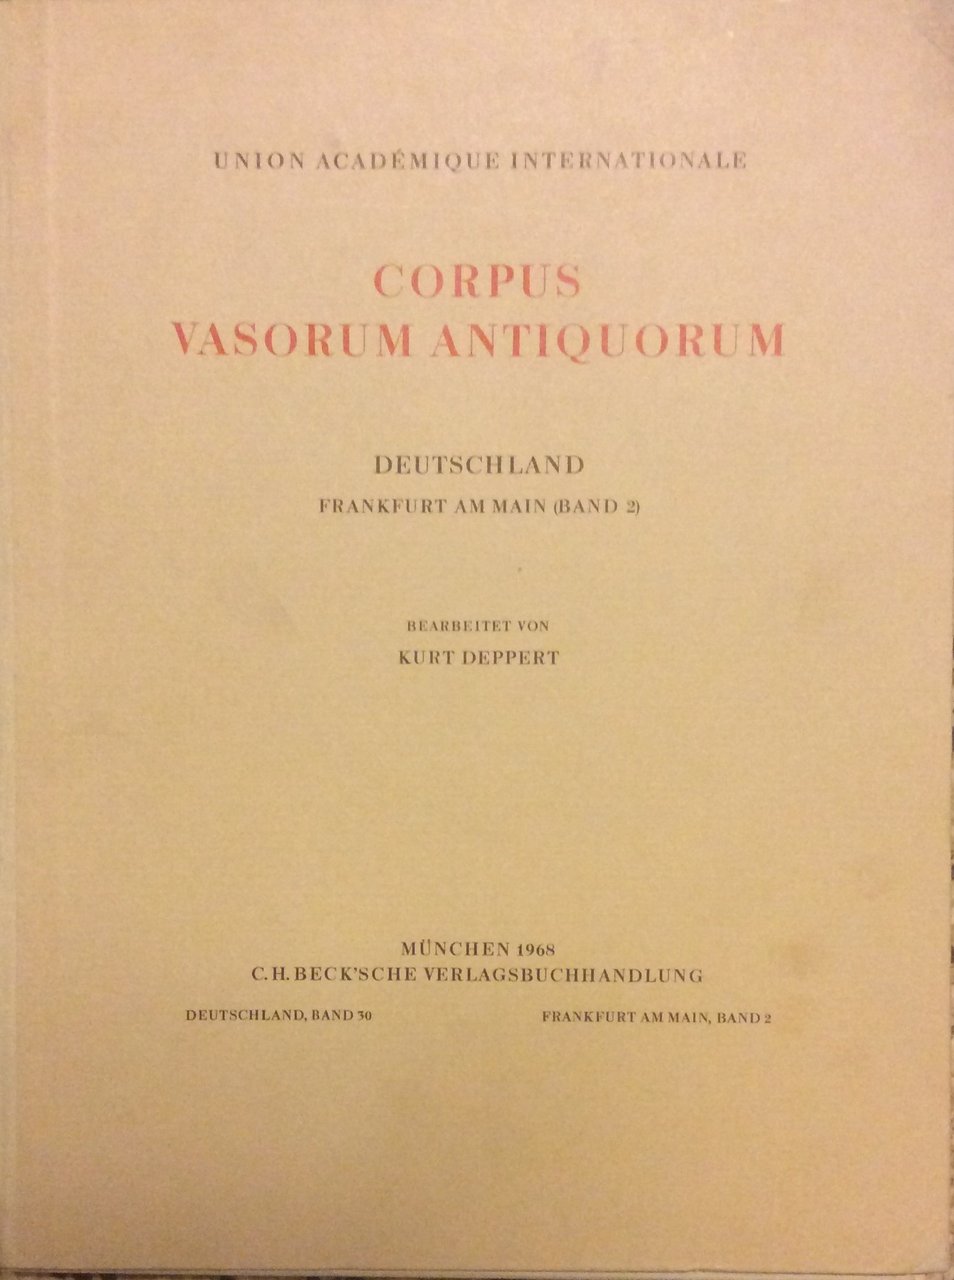 UNION ACADÉMIQUE INTERNATIONALE
CORPUS
VASORUM ANTIQUORUM
DEUTSCHLAND
FRANKFURT AM MAIN (BAND 2)
BEARBEITET VON
KURT DEPPERT
MÜNCHEN 1968
C.H.BECK'SCHE VERLAGSBUCHHANDLUNG
DEUTSCHLAND, BAND 30
FRANKFURT AM MAIN, BAND 2